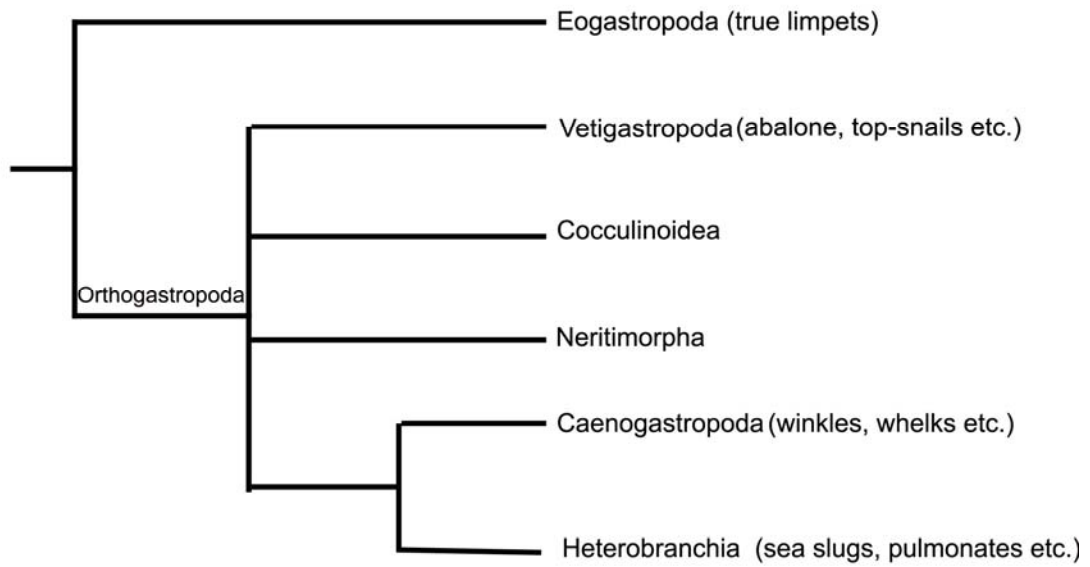 Eogastropoda (true limpets)
Vetigastropoda (abalone, top-snails etc.)
Cocculinoidea
Orthogastropoda
Neritimorpha
Caenogastropoda (winkles, whelks etc.)
Heterobranchia (sea slugs, pulmonates etc.)